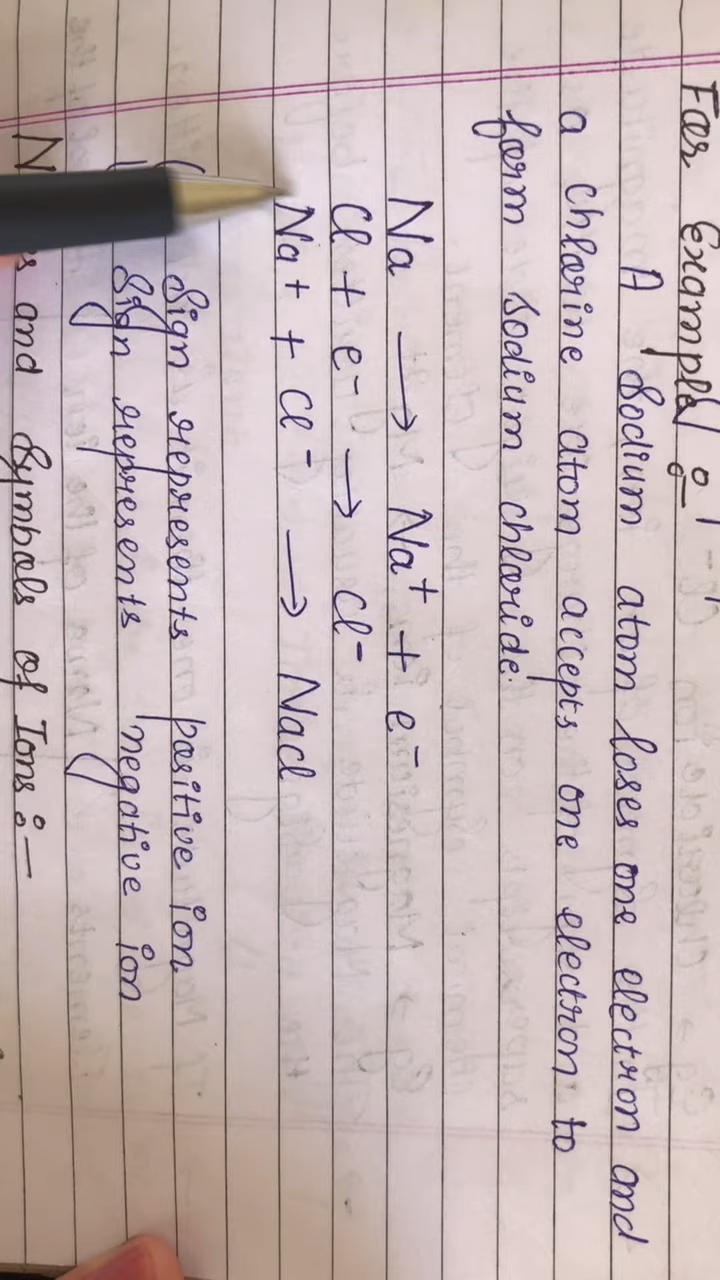 For Example :-
A Sodium atom loses one electron and
a chlorine atom accepts one electron to
form sodium chloride.
Na → Na⁺ + e⁻
Cl + e⁻ → Cl⁻
Na+ + Cl⁻ → Nacl
Sign represents positive ion
Sign represents negative ion
and Symbols of Ions :-